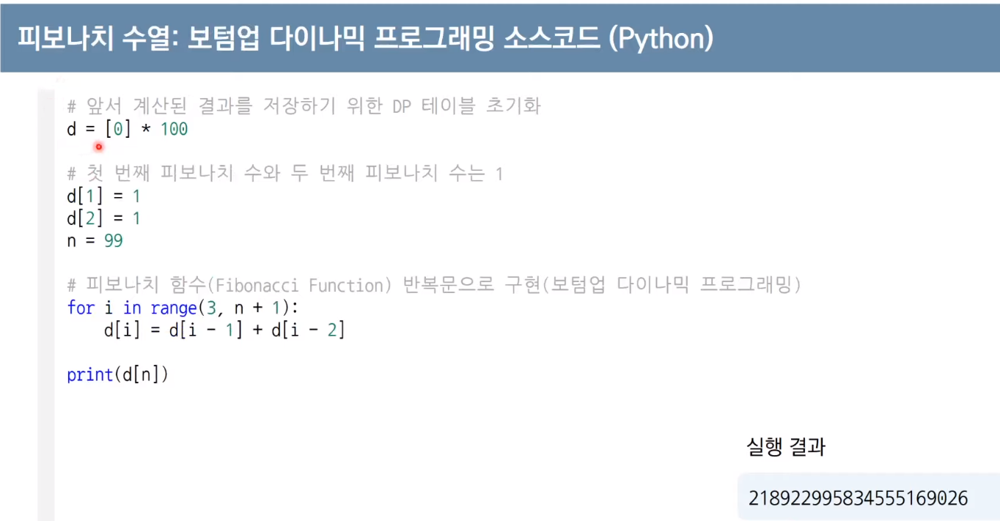 피보나치 수열: 보텀업 다이나믹 프로그래밍 소스코드 (Python)
# 앞서 계산된 결과를 저장하기 위한 DP 테이블 초기화
d = [0] * 100
# 첫 번째 피보나치 수와 두 번째 피보나치 수는 1
d[1] = 1
d[2] = 1
n = 99
# 피보나치 함수(Fibonacci Function) 반복문으로 구현(보텀업 다이나믹 프로그래밍)
for i in range(3, n + 1):
    d[i] = d[i - 1] + d[i - 2]
print(d[n])
실행 결과
218922995834555169026